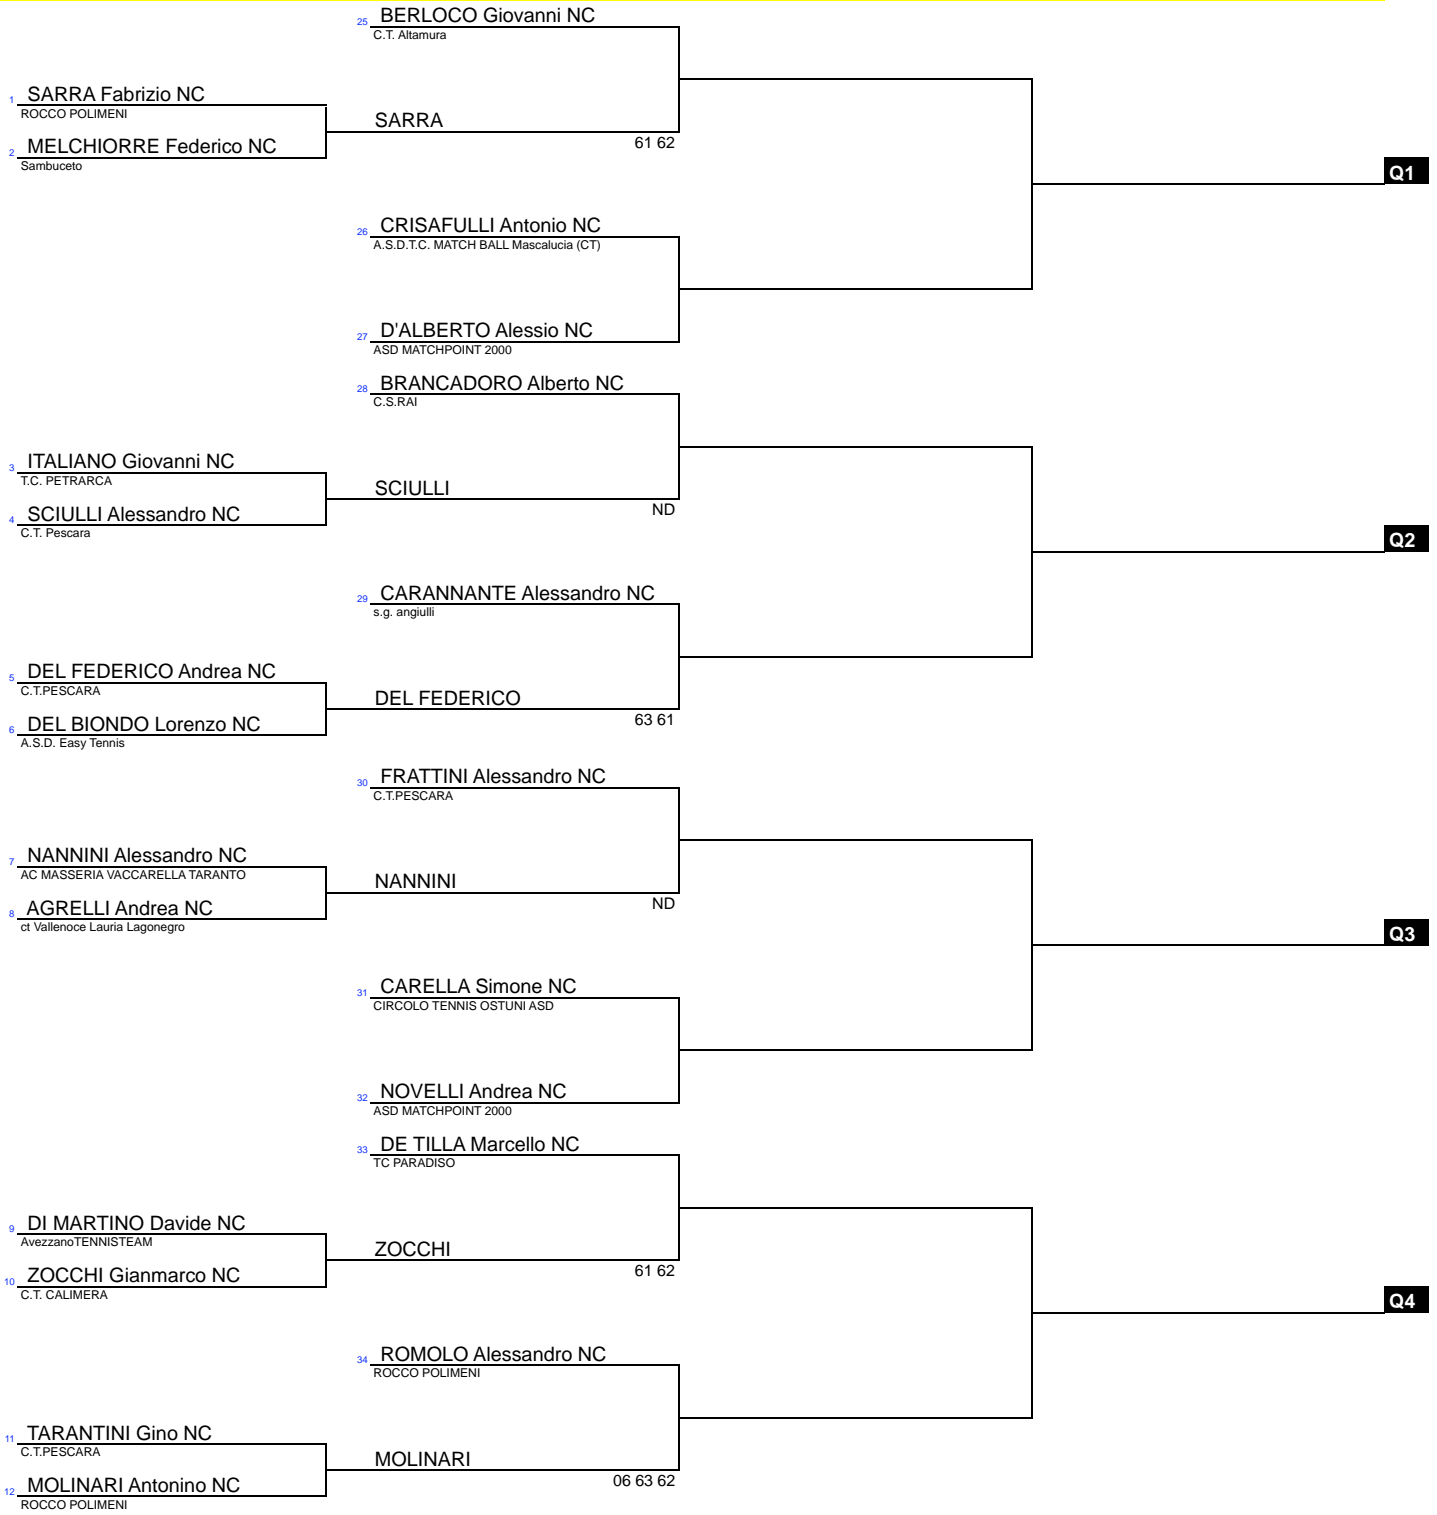 25 BERLOCO Giovanni NC
C.T. Altamura
1 SARRA Fabrizio NC
ROCCO POLIMENI
SARRA
61 62
2 MELCHIORRE Federico NC
Sambuceto
Q1
26 CRISAFULLI Antonio NC
A.S.D.T.C. MATCH BALL Mascalucia (CT)
27 D'ALBERTO Alessio NC
ASD MATCHPOINT 2000
28 BRANCADORO Alberto NC
C.S.RAI
3 ITALIANO Giovanni NC
T.C. PETRARCA
SCIULLI
ND
4 SCIULLI Alessandro NC
C.T. Pescara
Q2
29 CARANNANTE Alessandro NC
s.g. angiulli
5 DEL FEDERICO Andrea NC
C.T.PESCARA
DEL FEDERICO
63 61
6 DEL BIONDO Lorenzo NC
A.S.D. Easy Tennis
30 FRATTINI Alessandro NC
C.T.PESCARA
7 NANNINI Alessandro NC
AC MASSERIA VACCARELLA TARANTO
NANNINI
ND
8 AGRELLI Andrea NC
ct Vallenoce Lauria Lagonegro
Q3
31 CARELLA Simone NC
CIRCOLO TENNIS OSTUNI ASD
32 NOVELLI Andrea NC
ASD MATCHPOINT 2000
33 DE TILLA Marcello NC
TC PARADISO
9 DI MARTINO Davide NC
AvezzanoTENNISTEAM
ZOCCHI
61 62
10 ZOCCHI Gianmarco NC
C.T. CALIMERA
Q4
34 ROMOLO Alessandro NC
ROCCO POLIMENI
11 TARANTINI Gino NC
C.T.PESCARA
MOLINARI
06 63 62
12 MOLINARI Antonino NC
ROCCO POLIMENI